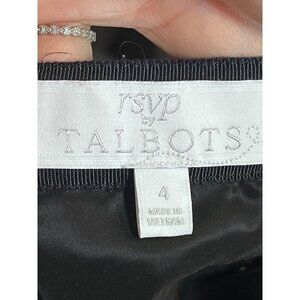 rsvp
by
TALBOTS
4
MADE IN
VIETNAM